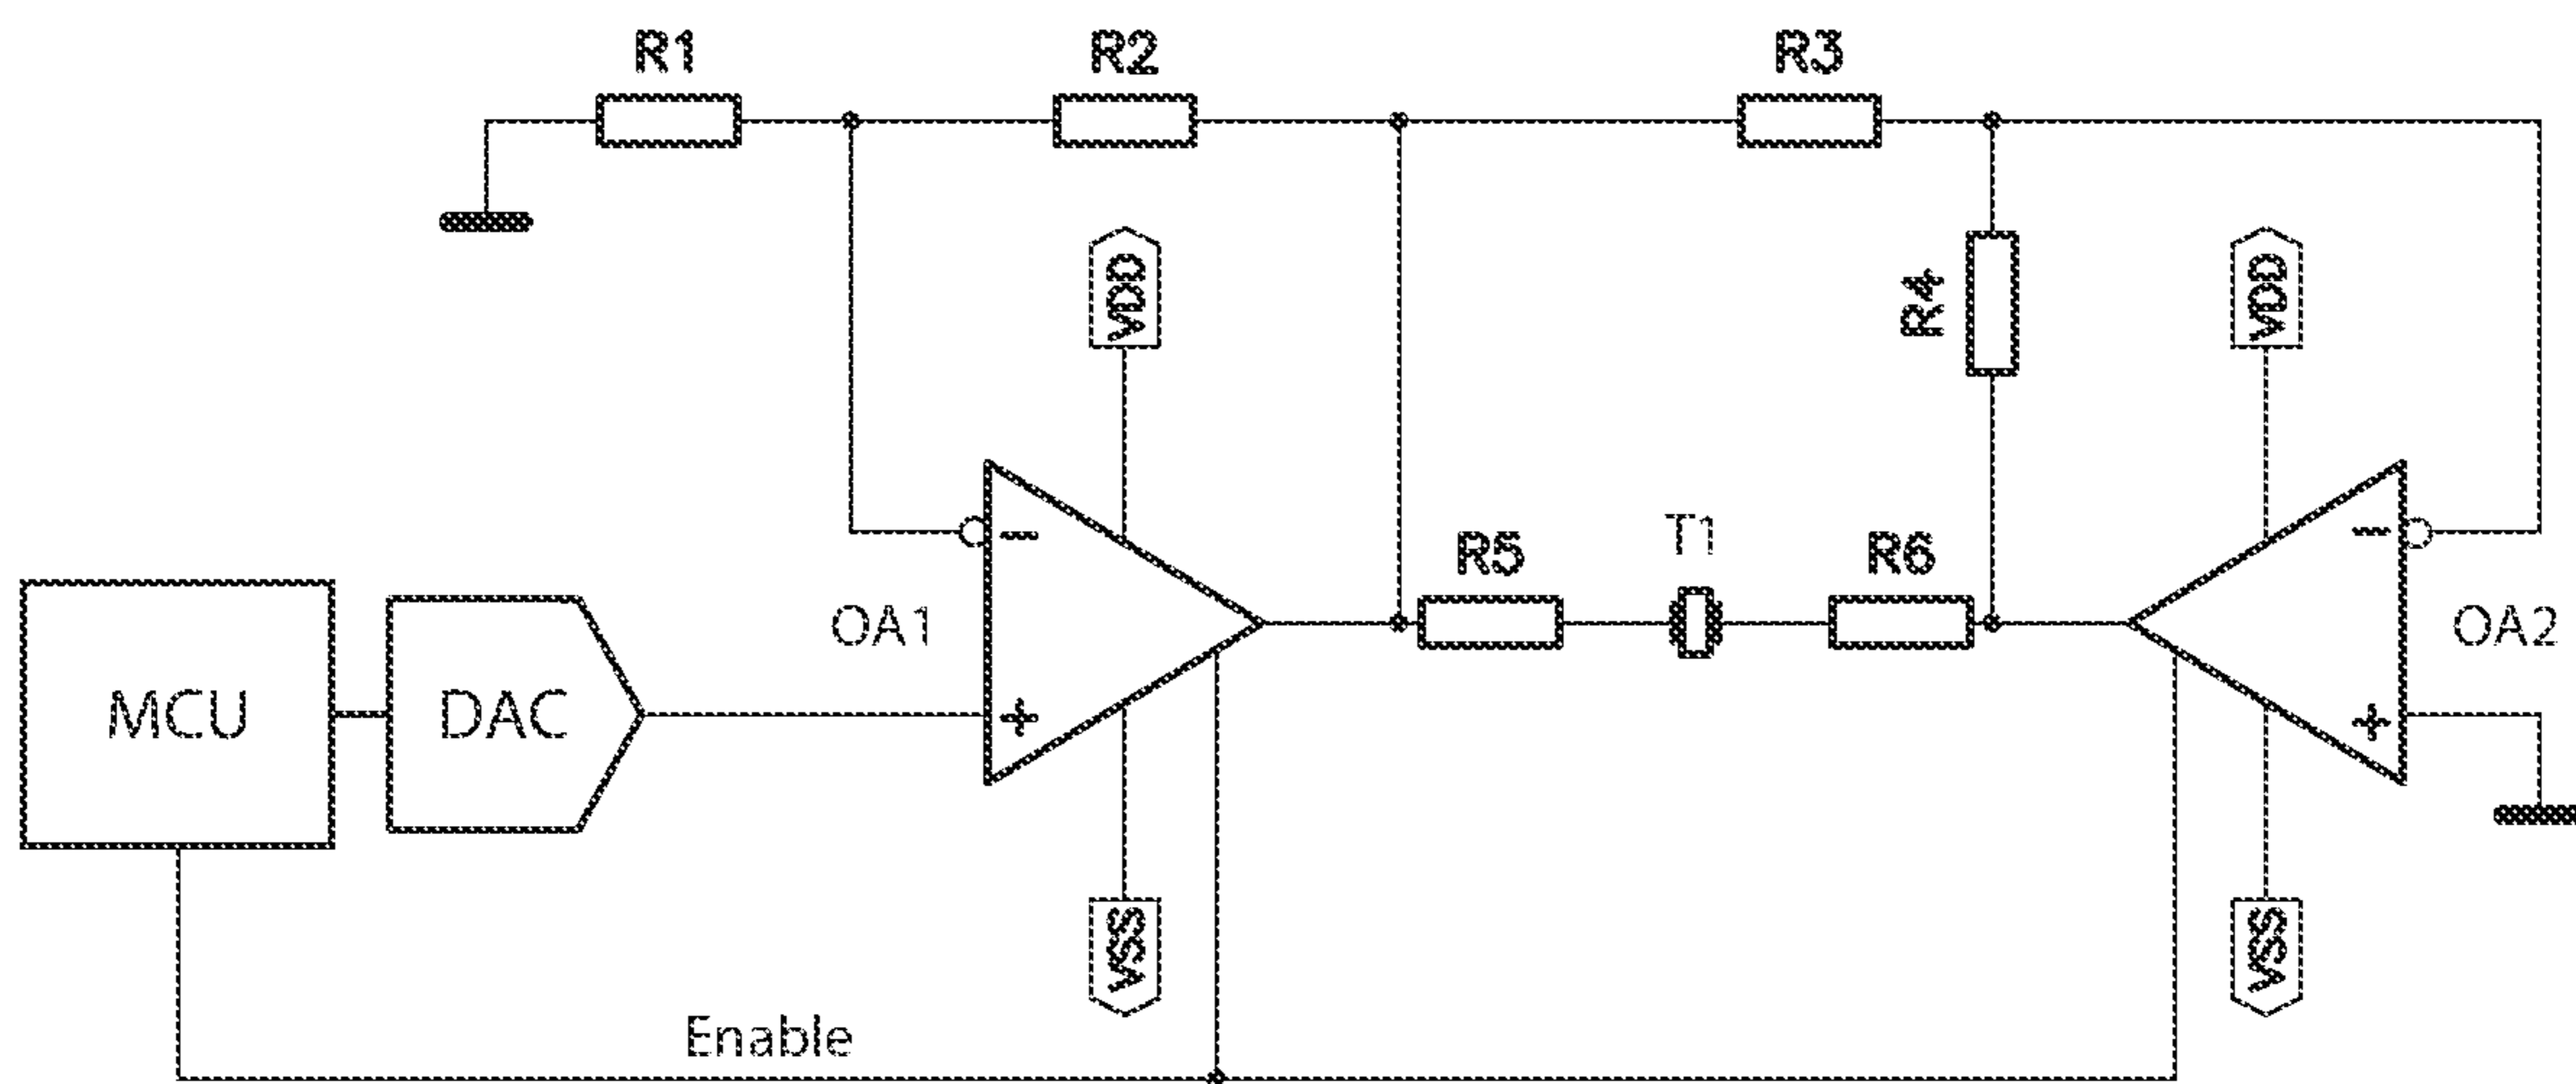 R1
R2
R3
VDD
R4
VDD
−
R5
T1
R6
−
OA1
OA2
MCU
DAC
+
+
VSS
VSS
Enable